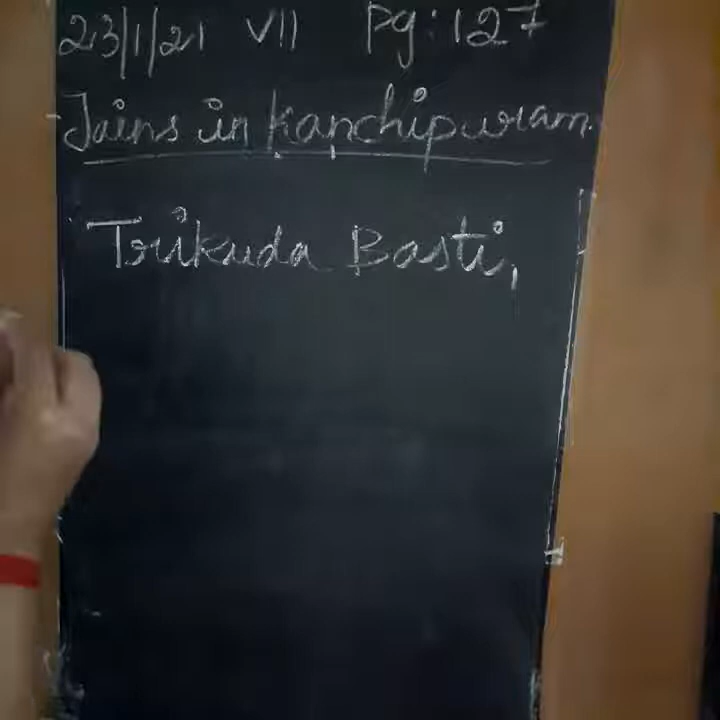 23/1/21 VII Pg: 127
Jains in Kanchipuram.
Trikuda Basti,